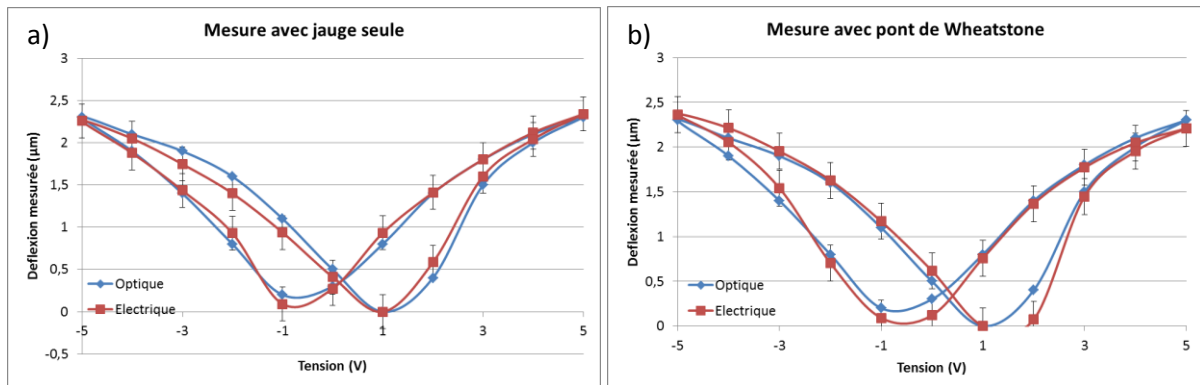 a)
Mesure avec jauge seule
3
2,5
2
1,5
1
0,5
0
-0,5
-5
-3
-1
1
3
5
Deflexion mesurée (µm)
Tension (V)
Optique
Electrique
b)
Mesure avec pont de Wheatstone
3
2,5
2
1,5
1
0,5
0
-5
-3
-1
1
3
5
Deflexion mesurée (µm)
Tension (V)
Optique
Electrique